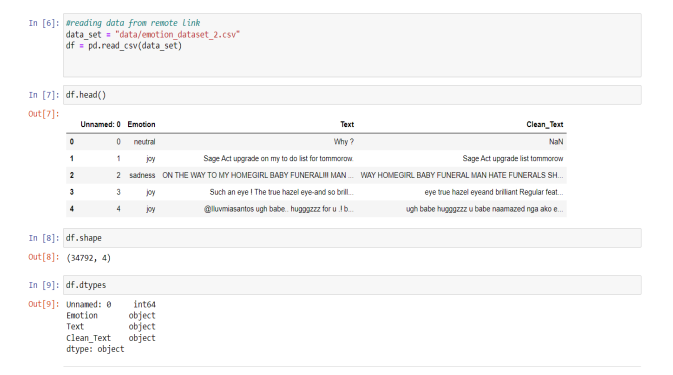 In [6]: #reading data from remote link
data_set = "data/emotion_dataset_2.csv"
df = pd.read_csv(data_set)
In [7]: df.head()
Out[7]:
Unnamed: 0 Emotion Text Clean_Text
0 0 neutral Why ? NaN
1 1 joy Sage Act upgrade on my to do list for tommorow. Sage Act upgrade list tommorow
2 2 sadness ON THE WAY TO MY HOMEGIRL BABY FUNERAL!!! MAN ... WAY HOMEGIRL BABY FUNERAL MAN HATE FUNERALS SH...
3 3 joy Such an eye ! The true hazel eye-and so brill... eye true hazel eyeand brilliant Regular feat...
4 4 joy @Iluvmiasantos ugh babe.. hugggzzz for u .! b... ugh babe hugggzzz u babe naamazed nga ako e...
In [8]: df.shape
Out[8]: (34792, 4)
In [9]: df.dtypes
Out[9]: Unnamed: 0 int64
Emotion object
Text object
Clean_Text object
dtype: object